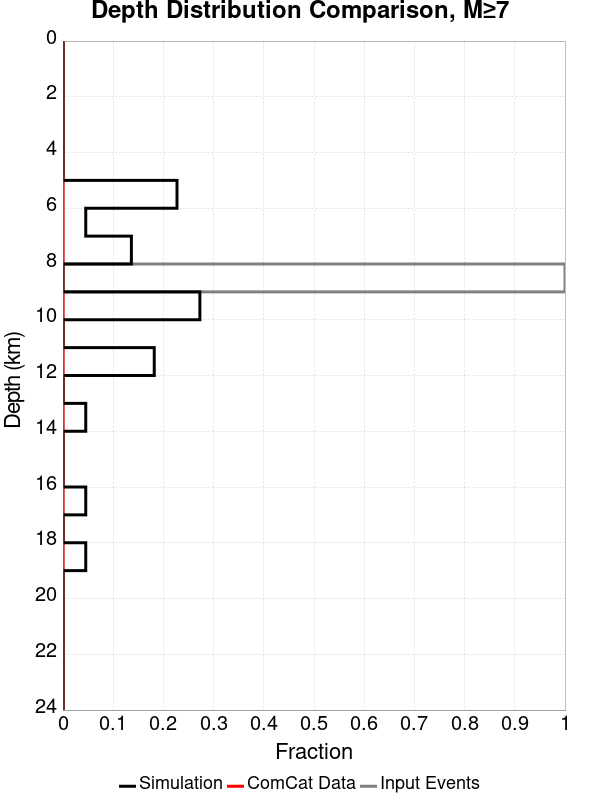 Depth Distribution Comparison, M≥7
0
2
4
6
8
10
12
14
16
18
20
22
24
Depth (km)
0 0.1 0.2 0.3 0.4 0.5 0.6 0.7 0.8 0.9 1
Fraction
Simulation ComCat Data Input Events